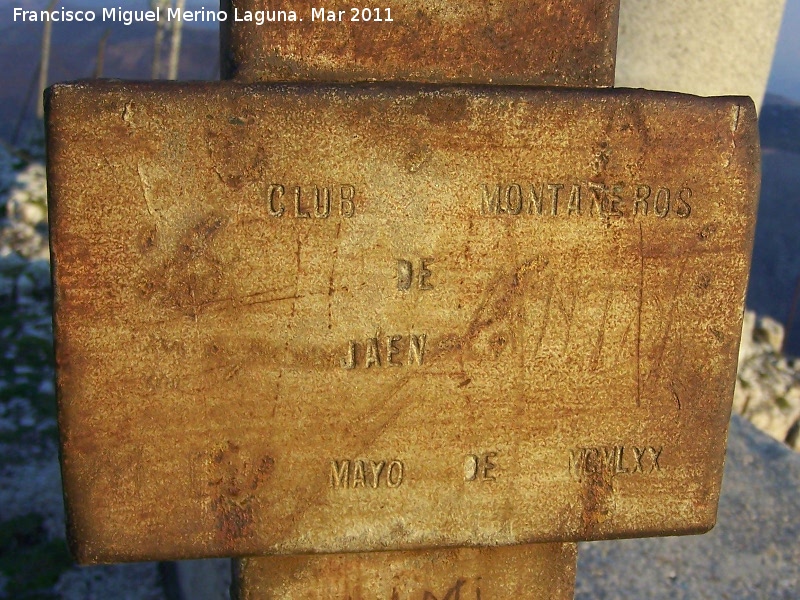 Francisco Miguel Merino Laguna. Mar 2011
CLUB MONTAÑEROS
DE
JAEN
MAYO DE MCMLXX